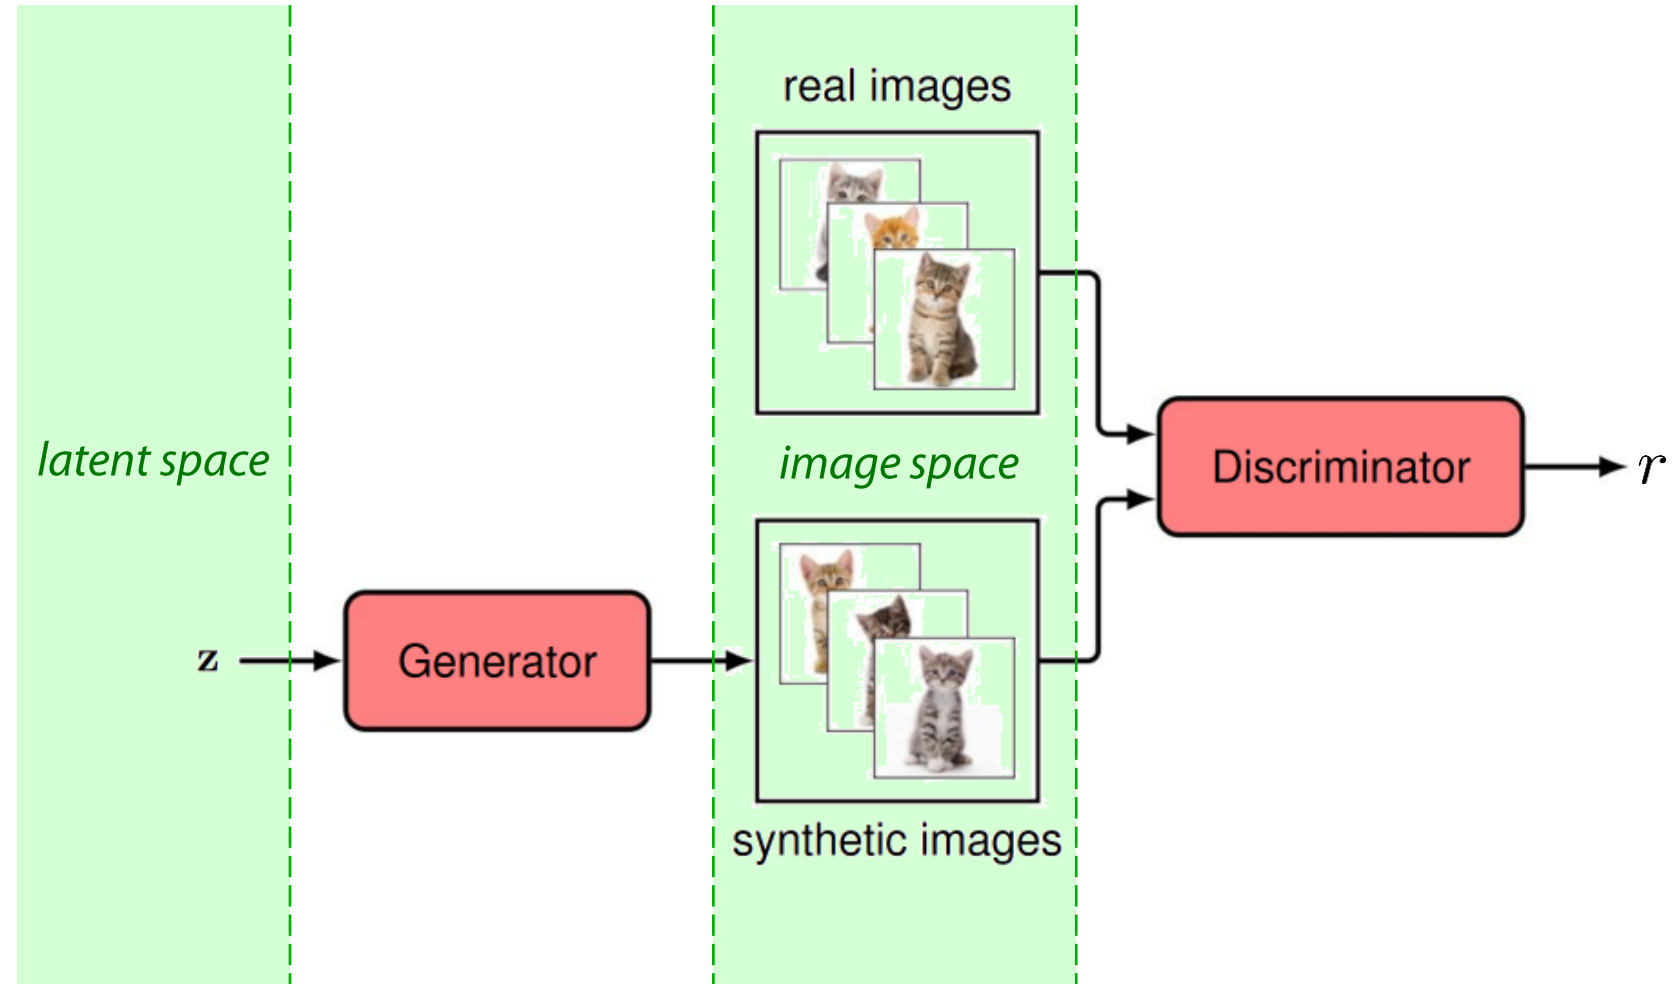 real images
latent space
image space
Discriminator
r
z
Generator
synthetic images